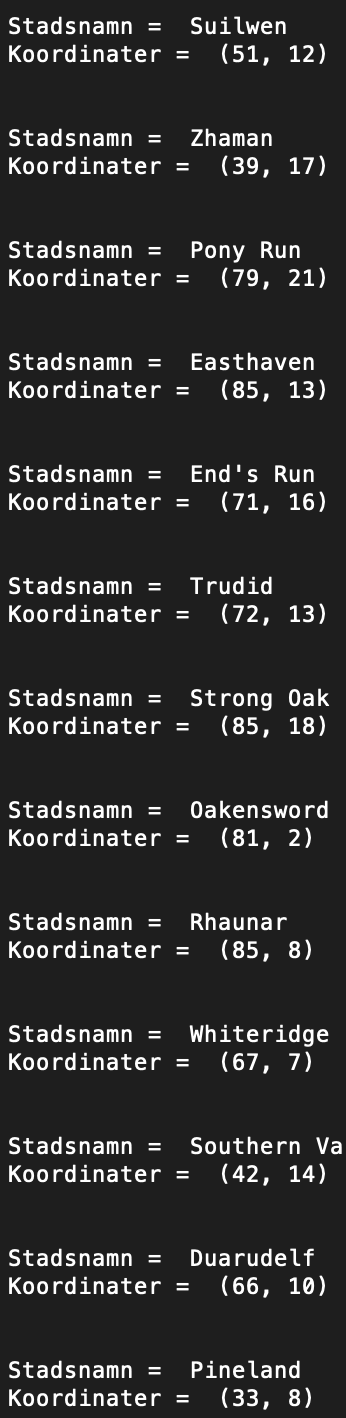 Stadsnamn =  Suilwen
Koordinater =  (51, 12)
Stadsnamn =  Zhaman
Koordinater =  (39, 17)
Stadsnamn =  Pony Run
Koordinater =  (79, 21)
Stadsnamn =  Easthaven
Koordinater =  (85, 13)
Stadsnamn =  End's Run
Koordinater =  (71, 16)
Stadsnamn =  Trudid
Koordinater =  (72, 13)
Stadsnamn =  Strong Oak
Koordinater =  (85, 18)
Stadsnamn =  Oakensword
Koordinater =  (81, 2)
Stadsnamn =  Rhaunar
Koordinater =  (85, 8)
Stadsnamn =  Whiteridge
Koordinater =  (67, 7)
Stadsnamn =  Southern Va
Koordinater =  (42, 14)
Stadsnamn =  Duarudelf
Koordinater =  (66, 10)
Stadsnamn =  Pineland
Koordinater =  (33, 8)